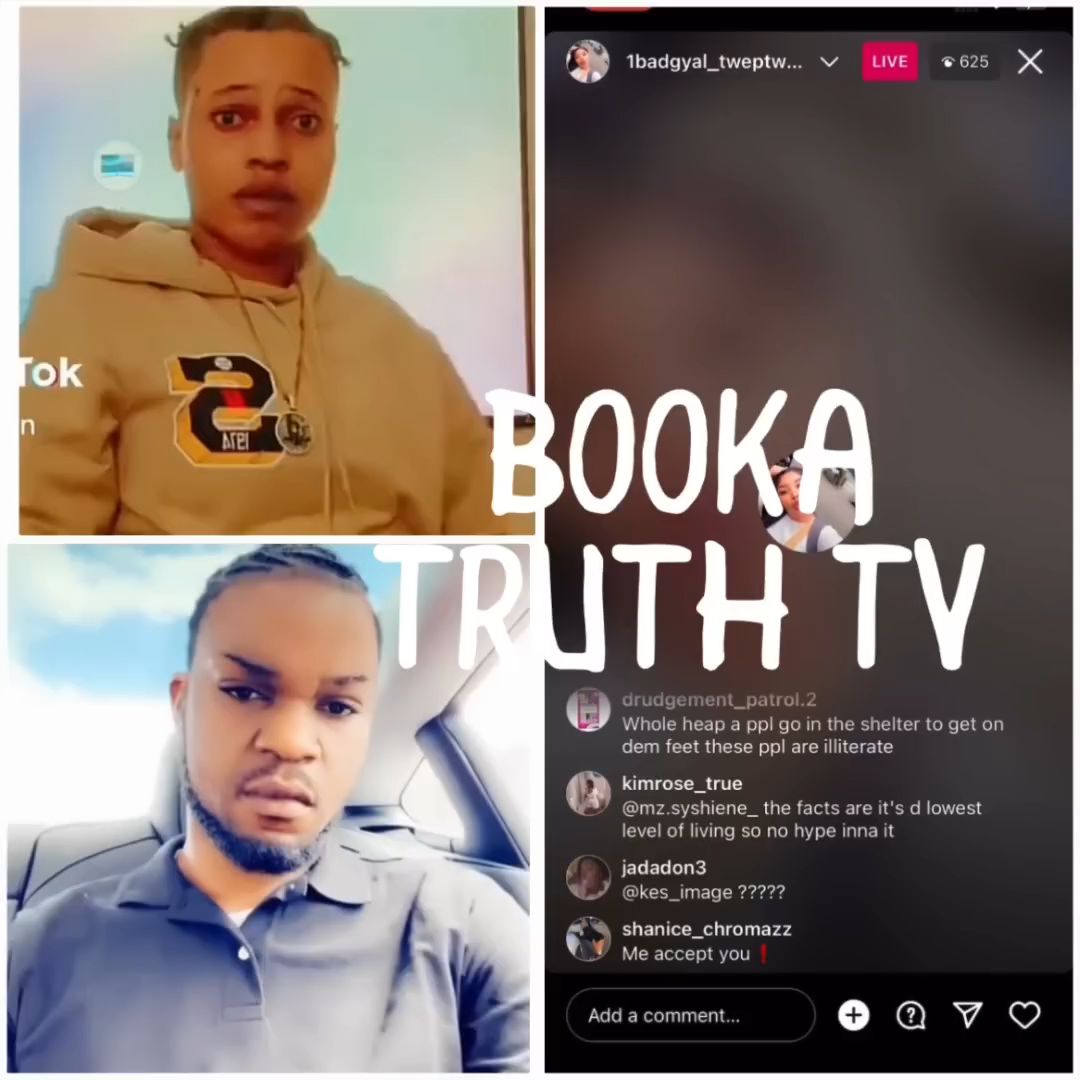 Tok
n
1badgyal_tweptw...
LIVE
625
BOOKA
TRUTH TV
drudgement_patrol.2
Whole heap a ppl go in the shelter to get on
dem feet these ppl are illiterate
kimrose_true
@mz.syshiene_ the facts are it's d lowest
level of living so no hype inna it
jadadon3
@kes_image ?????
shanice_chromazz
Me accept you❗
Add a comment...